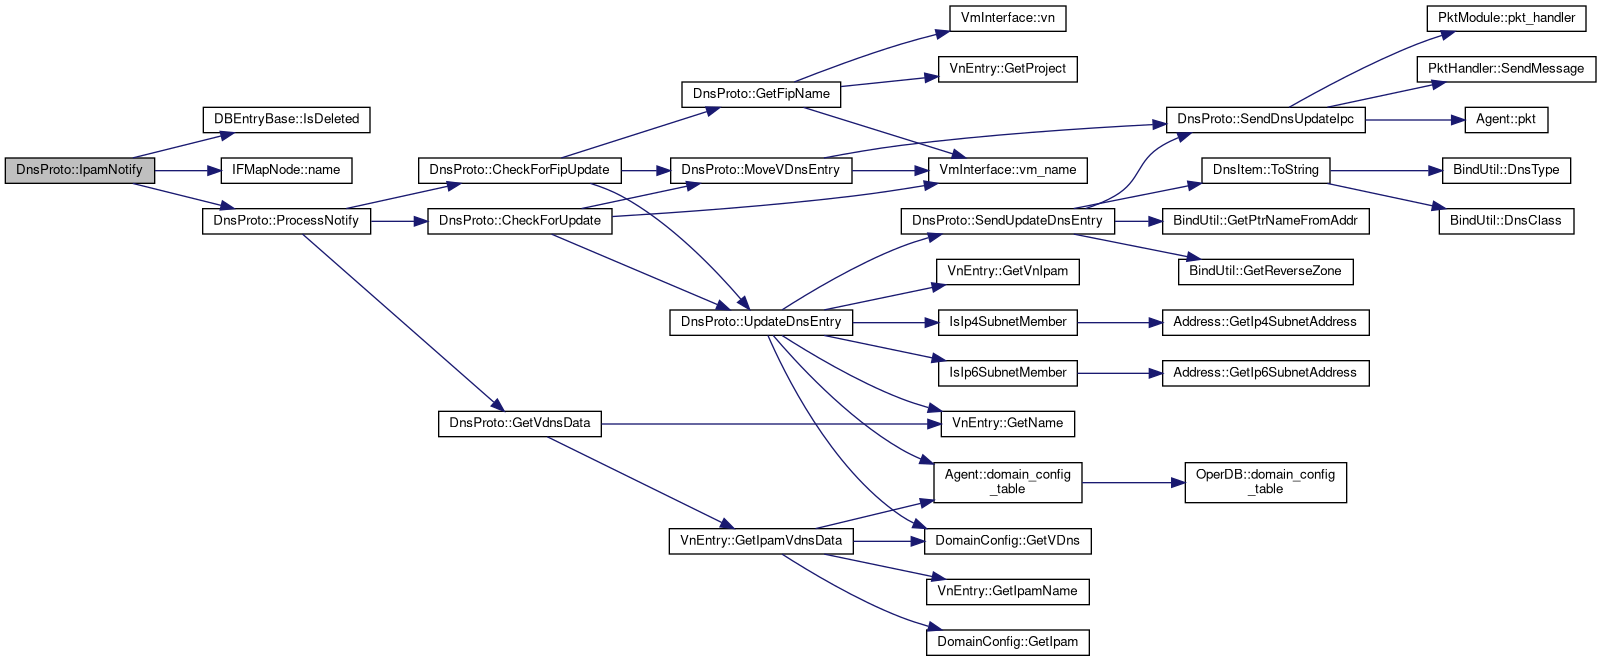 DnsProto::IpamNotify
DBEntryBase::IsDeleted
IFMapNode::name
DnsProto::ProcessNotify
DnsProto::CheckForFipUpdate
DnsProto::CheckForUpdate
DnsProto::GetVdnsData
DnsProto::GetFipName
DnsProto::MoveVDnsEntry
DnsProto::UpdateDnsEntry
VnEntry::GetIpamVdnsData
VmInterface::vn
VnEntry::GetProject
VmInterface::vm_name
DnsProto::SendUpdateDnsEntry
VnEntry::GetVnIpam
IsIp4SubnetMember
IsIp6SubnetMember
VnEntry::GetName
Agent::domain_config
_table
DomainConfig::GetVDns
VnEntry::GetIpamName
DomainConfig::GetIpam
DnsProto::SendDnsUpdateIpc
DnsItem::ToString
BindUtil::GetPtrNameFromAddr
BindUtil::GetReverseZone
Address::GetIp4SubnetAddress
Address::GetIp6SubnetAddress
OperDB::domain_config
_table
PktModule::pkt_handler
PktHandler::SendMessage
Agent::pkt
BindUtil::DnsType
BindUtil::DnsClass